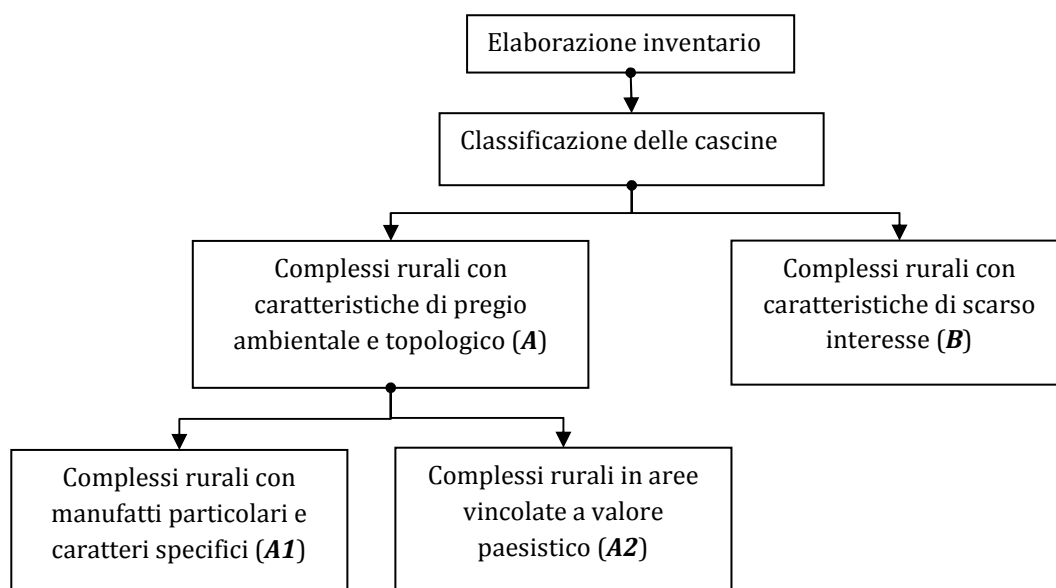 Elaborazione inventario
Classificazione delle cascine
Complessi rurali con
caratteristiche di pregio
ambientale e topologico (A)
Complessi rurali con
caratteristiche di scarso
interesse (B)
Complessi rurali con
manufatti particolari e
caratteri specifici (A1)
Complessi rurali in aree
vincolate a valore
paesistico (A2)